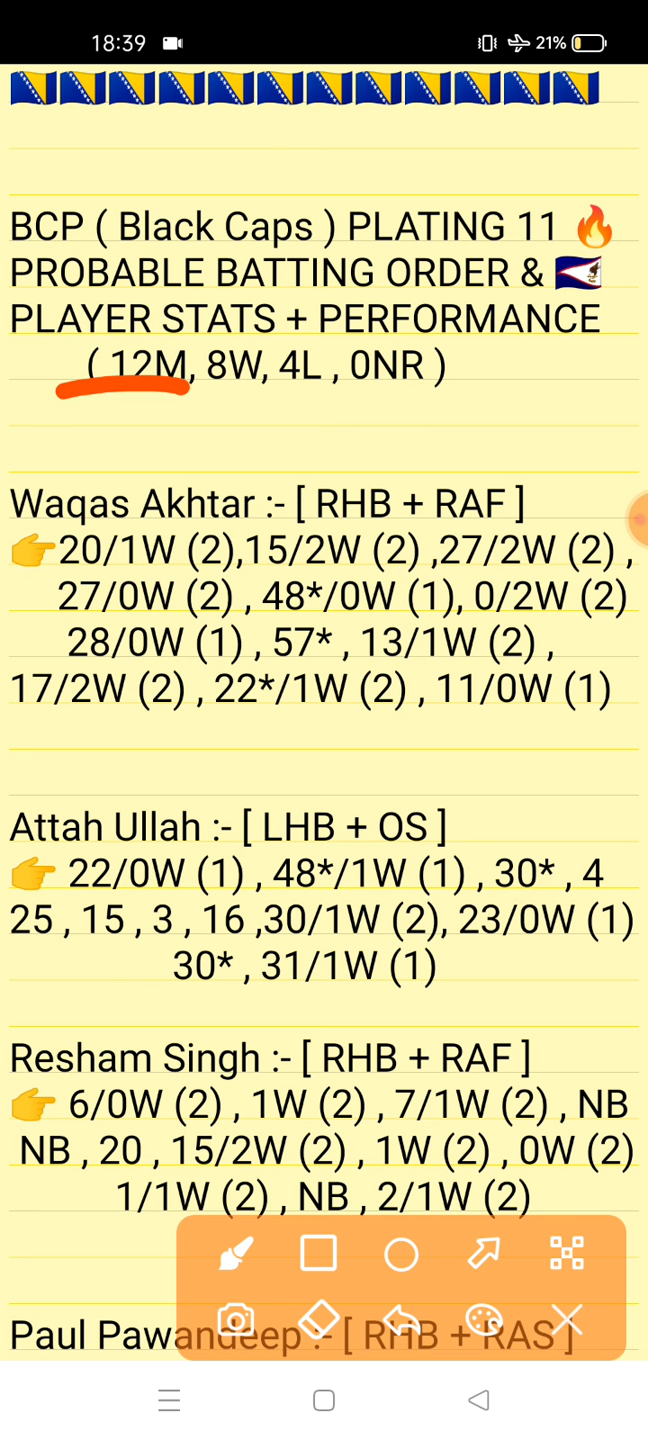 18:39 21%
BCP ( Black Caps ) PLATING 11 🔥
PROBABLE BATTING ORDER & 🇦🇸
PLAYER STATS + PERFORMANCE
( 12M, 8W, 4L , 0NR )
Waqas Akhtar :- [ RHB + RAF ]
👉20/1W (2),15/2W (2) ,27/2W (2) ,
27/0W (2) , 48*/0W (1), 0/2W (2)
28/0W (1) , 57* , 13/1W (2) ,
17/2W (2) , 22*/1W (2) , 11/0W (1)
Attah Ullah :- [ LHB + OS ]
👉 22/0W (1) , 48*/1W (1) , 30* , 4
25 , 15 , 3 , 16 ,30/1W (2), 23/0W (1)
30* , 31/1W (1)
Resham Singh :- [ RHB + RAF ]
👉 6/0W (2) , 1W (2) , 7/1W (2) , NB
NB , 20 , 15/2W (2) , 1W (2) , 0W (2)
1/1W (2) , NB , 2/1W (2)
Paul Pawandeep :- [ RHB + RAS ]